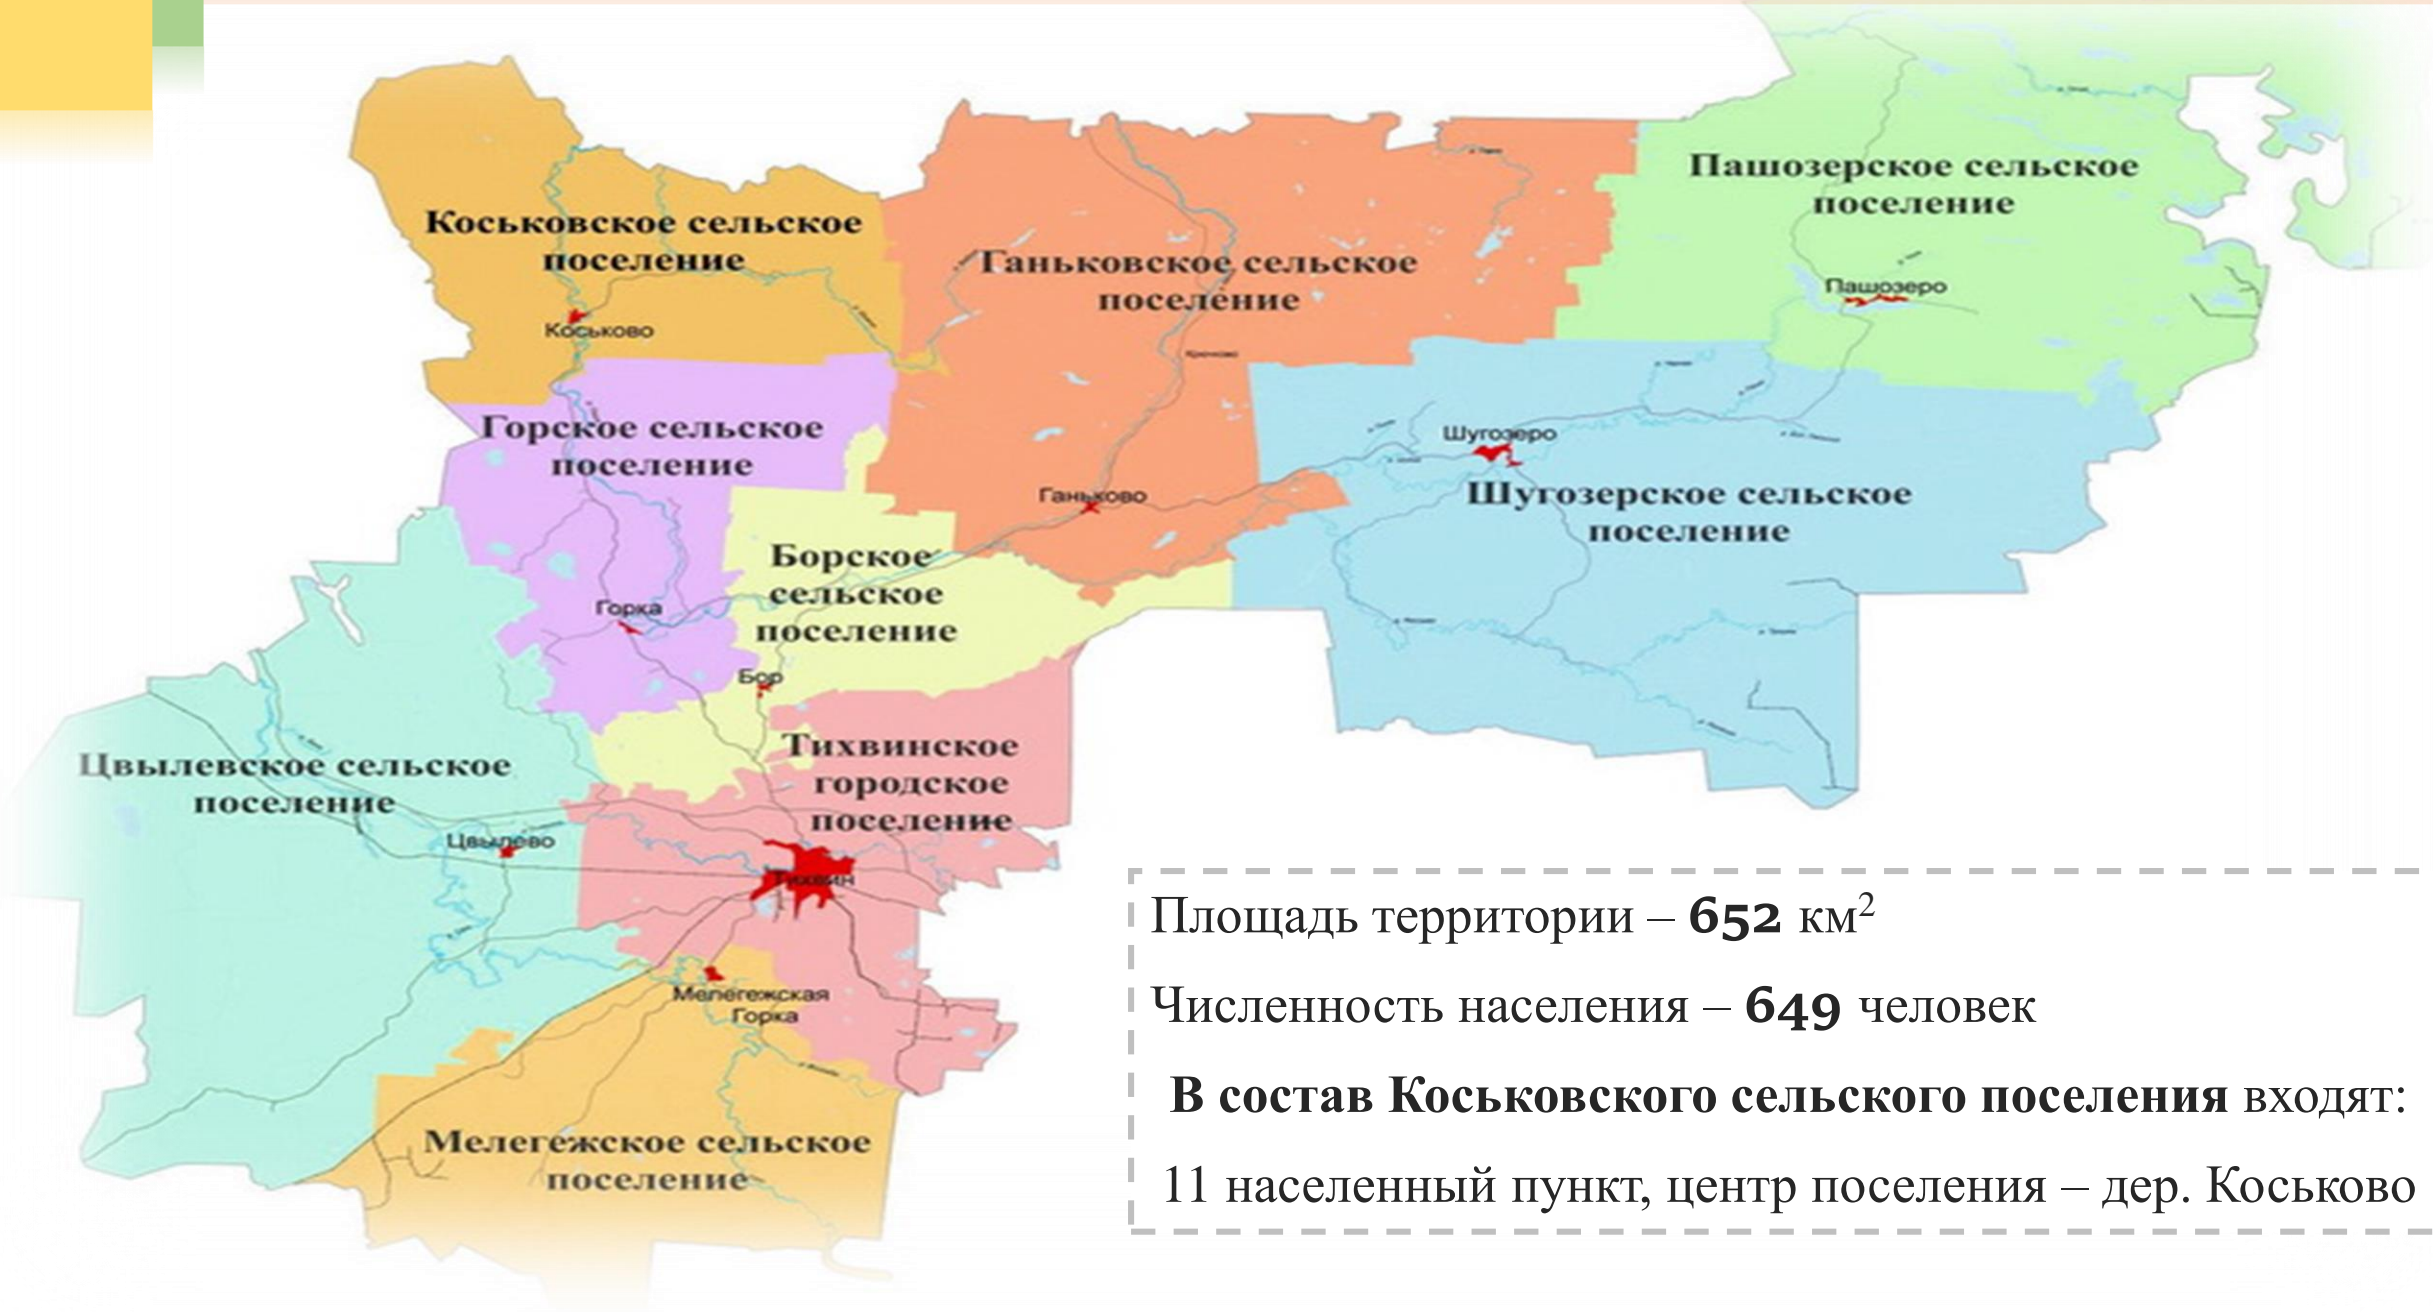 Пашозерское сельское
поселение
Коськовское сельское
поселение
Ганьковское сельское
поселение
Пашозеро
Коськово
Крючково
Горское сельское
поселение
Шугозеро
Шугозерское сельское
поселение
Ганьково
Борское
сельское
поселение
Горка
Бор
Тихвинское
городское
поселение
Цвылевское сельское
поселение
Цвылево
Тихвин
Мелегежская
Горка
Мелегежское сельское
поселение
Площадь территории – 652 км²
Численность населения – 649 человек
В состав Коськовского сельского поселения входят:
11 населенный пункт, центр поселения – дер. Коськово